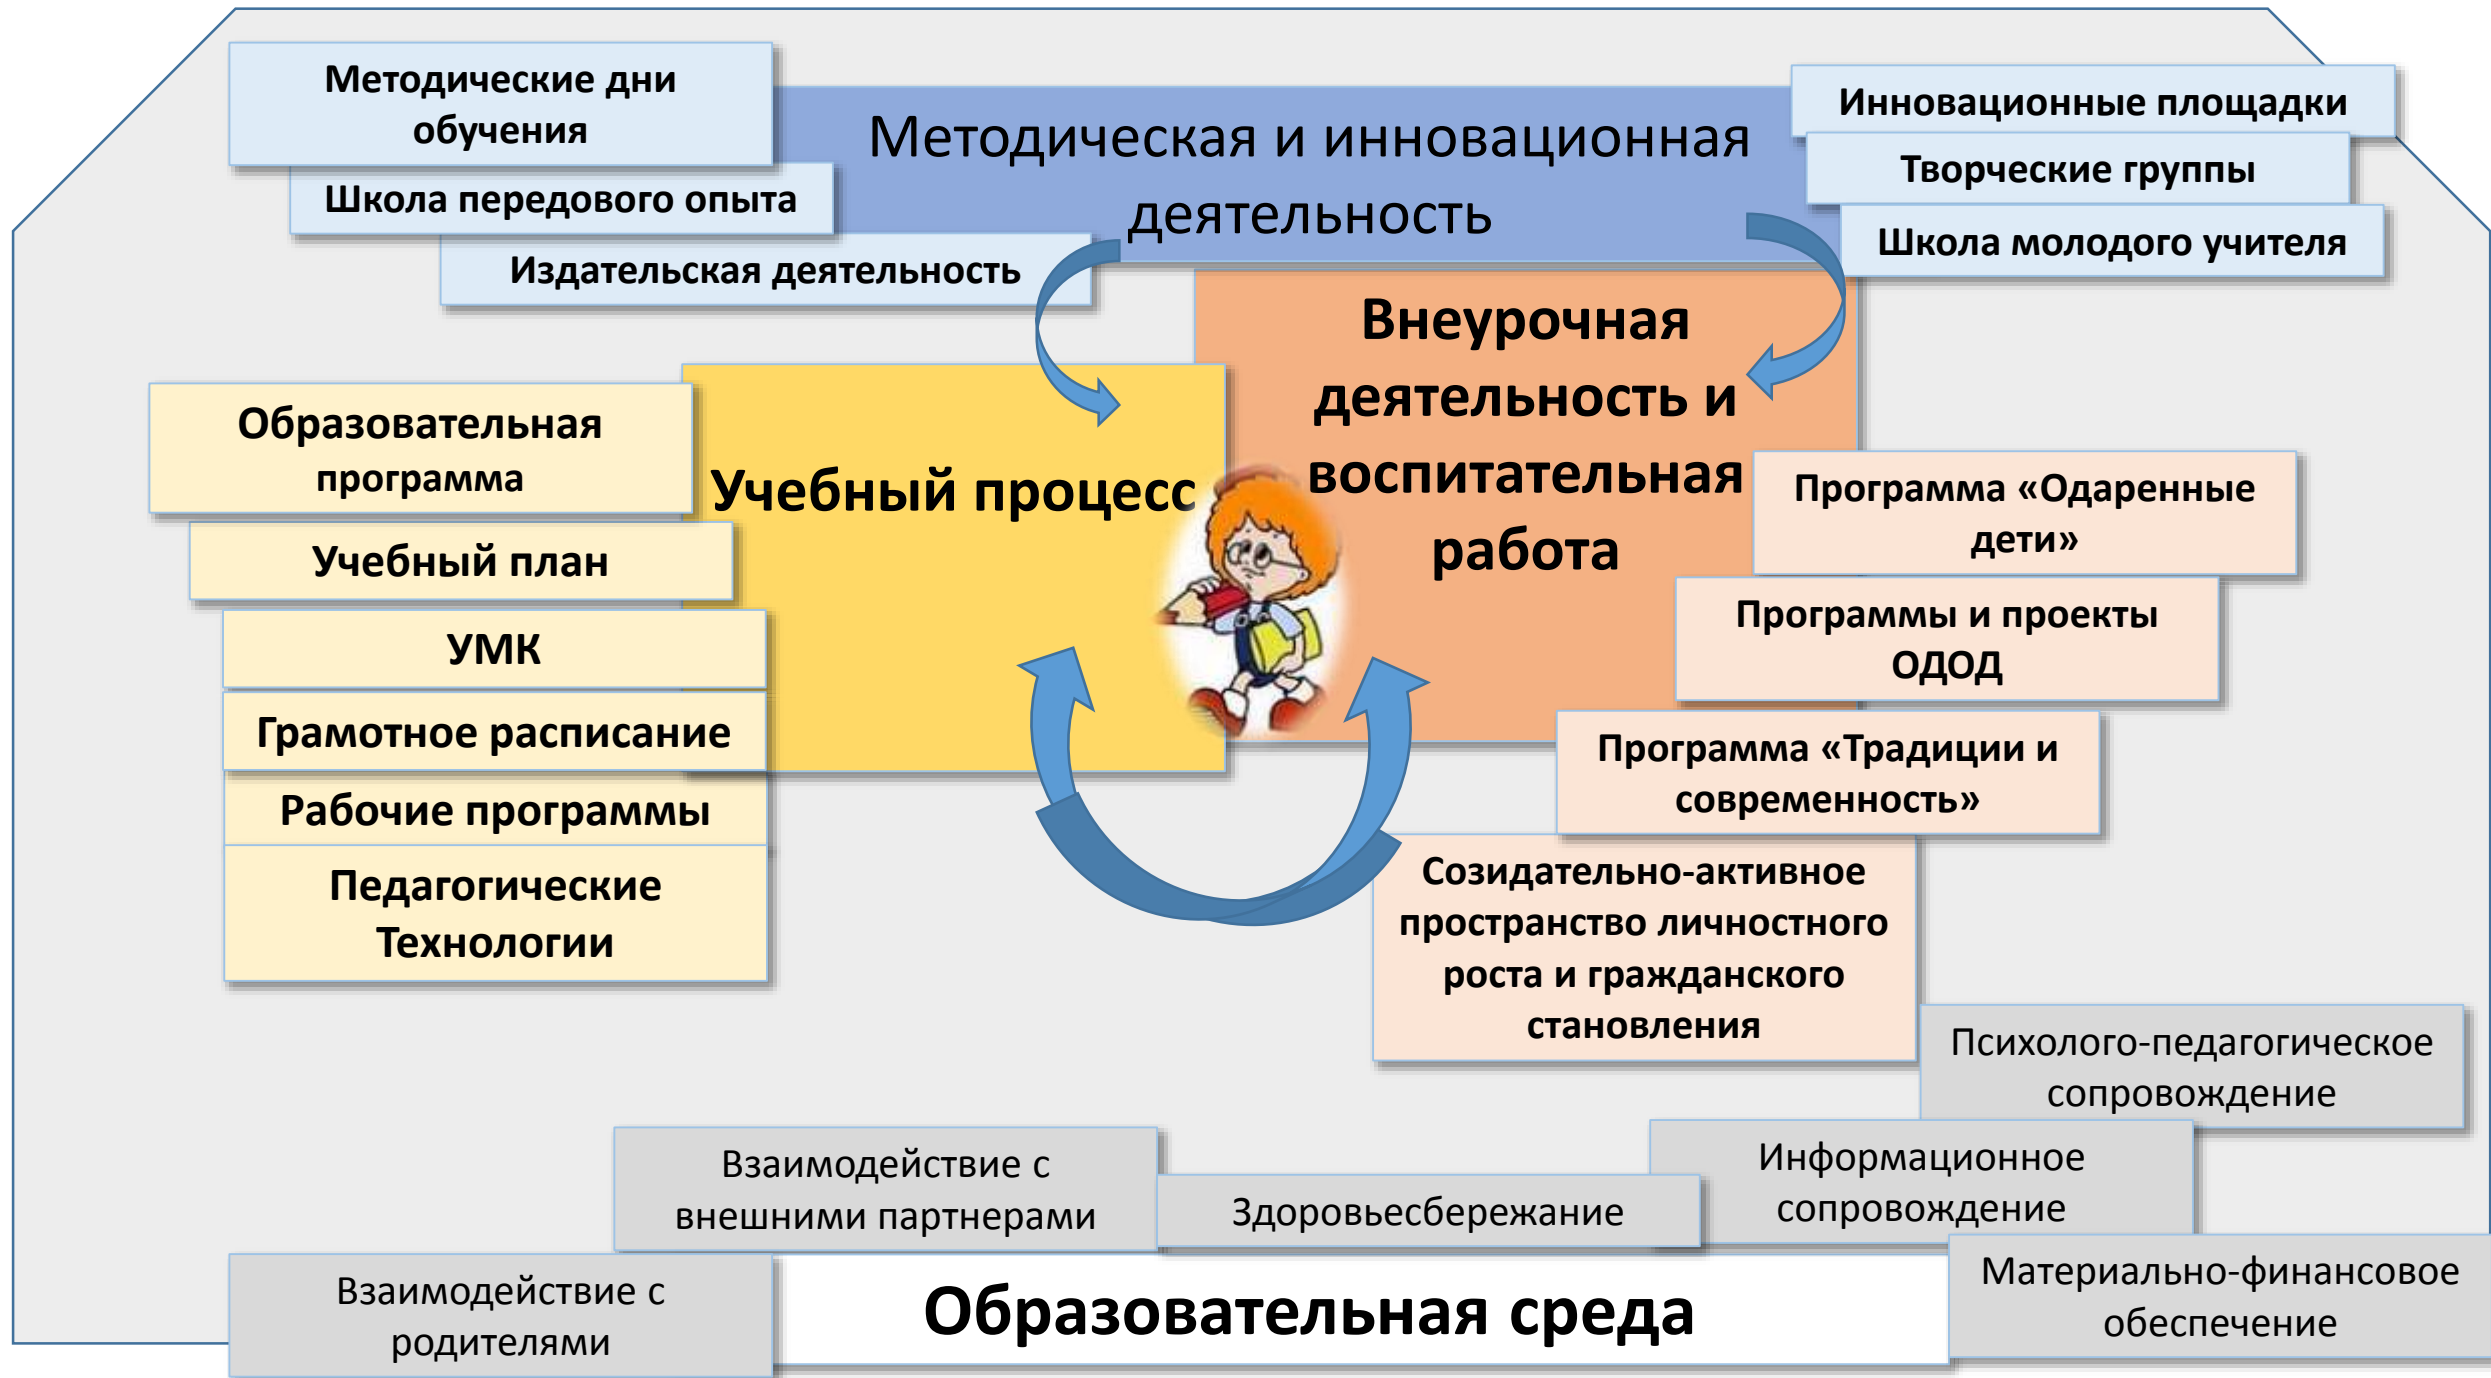 Методические дни
обучения
Школа передового опыта
Издательская деятельность
Методическая и инновационная
деятельность
Инновационные площадки
Творческие группы
Школа молодого учителя
Внеурочная
деятельность и
воспитательная
работа
Учебный процесс
Образовательная
программа
Учебный план
УМК
Грамотное расписание
Рабочие программы
Педагогические
Технологии
Программа «Одаренные
дети»
Программы и проекты
ОДОД
Программа «Традиции и
современность»
Созидательно-активное
пространство личностного
роста и гражданского
становления
Психолого-педагогическое
сопровождение
Информационное
сопровождение
Здоровьесбережание
Взаимодействие с
внешними партнерами
Взаимодействие с
родителями
Образовательная среда
Материально-финансовое
обеспечение